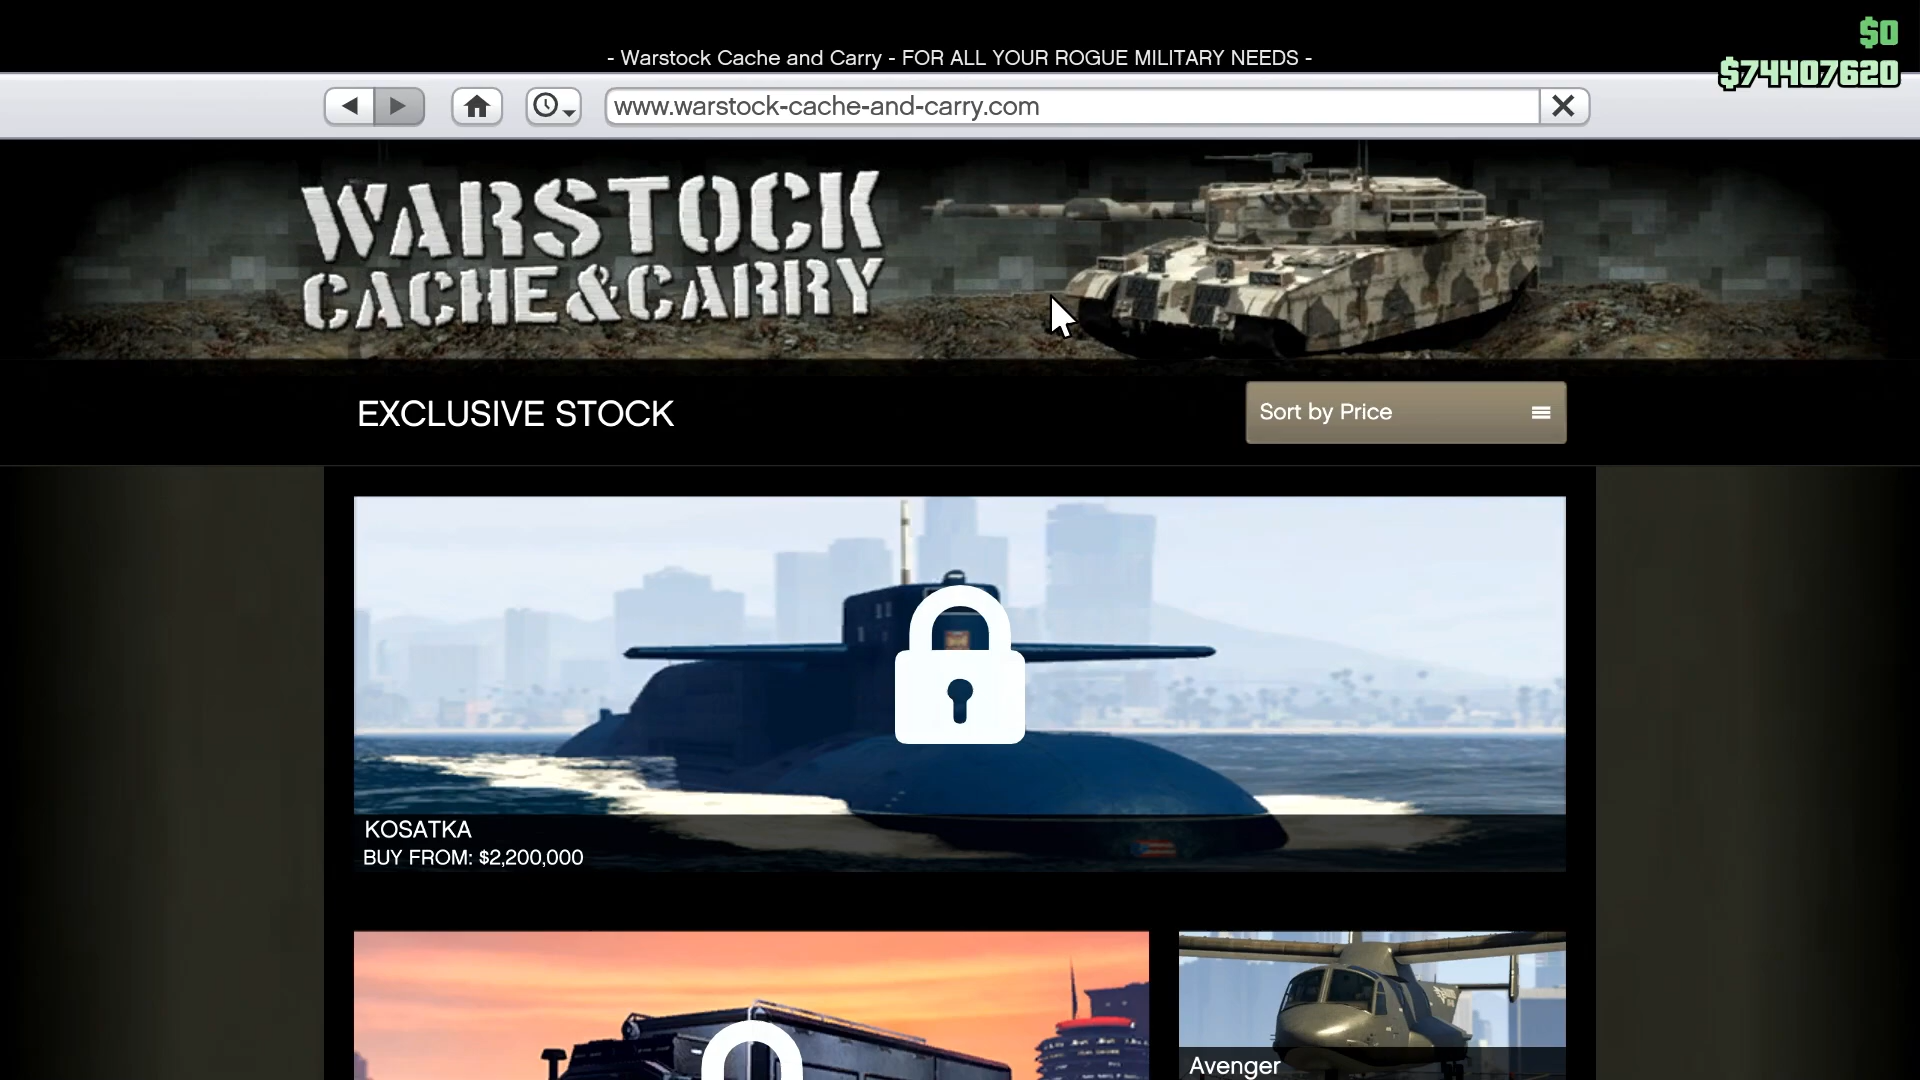 $0
- Warstock Cache and Carry - FOR ALL YOUR ROGUE MILITARY NEEDS -
$74407620
www.warstock-cache-and-carry.com
WARSTOCK
CACHE&CARRY
EXCLUSIVE STOCK
Sort by Price
KOSATKA
BUY FROM: $2,200,000
Avenger